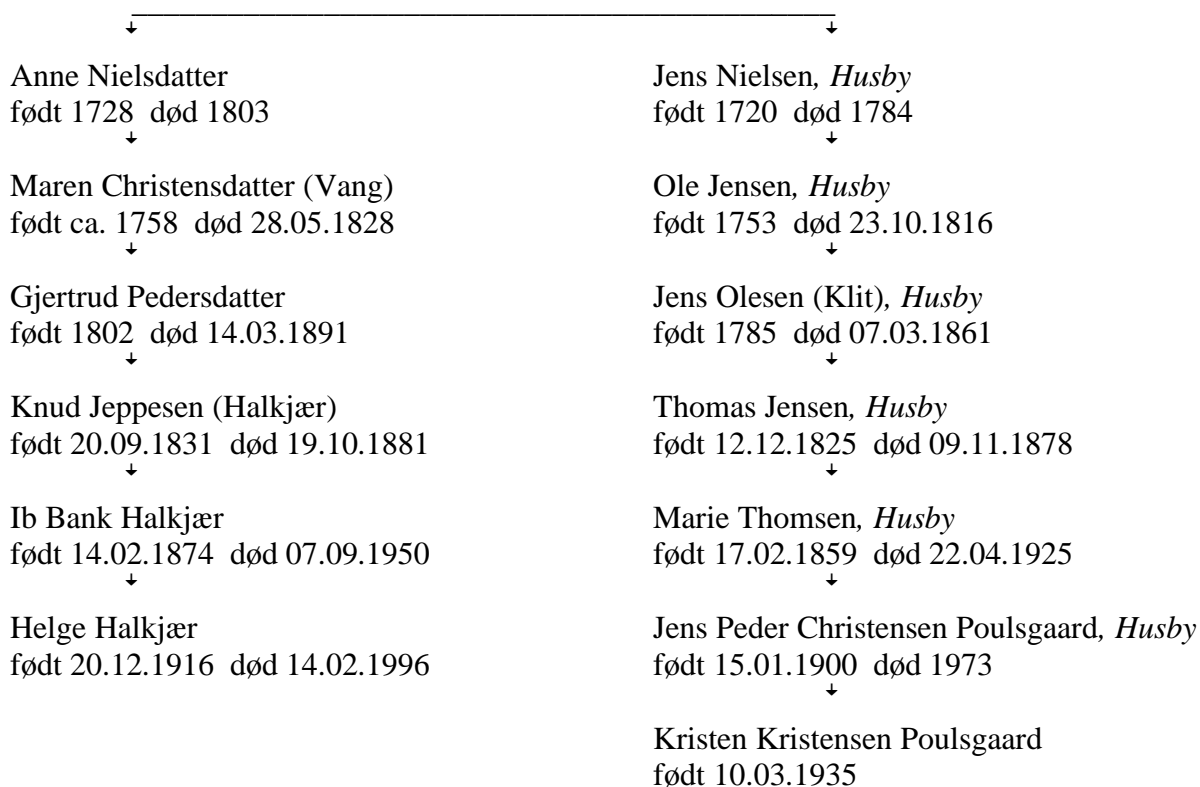 Anne Nielsdatter
født 1728 død 1803
Maren Christensdatter (Vang)
født ca. 1758 død 28.05.1828
Gjertrud Pedersdatter
født 1802 død 14.03.1891
Knud Jeppesen (Halkjær)
født 20.09.1831 død 19.10.1881
Ib Bank Halkjær
født 14.02.1874 død 07.09.1950
Helge Halkjær
født 20.12.1916 død 14.02.1996
Jens Nielsen, Husby
født 1720 død 1784
Ole Jensen, Husby
født 1753 død 23.10.1816
Jens Olesen (Klit), Husby
født 1785 død 07.03.1861
Thomas Jensen, Husby
født 12.12.1825 død 09.11.1878
Marie Thomsen, Husby
født 17.02.1859 død 22.04.1925
Jens Peder Christensen Poulsgaard, Husby
født 15.01.1900 død 1973
Kristen Kristensen Poulsgaard
født 10.03.1935